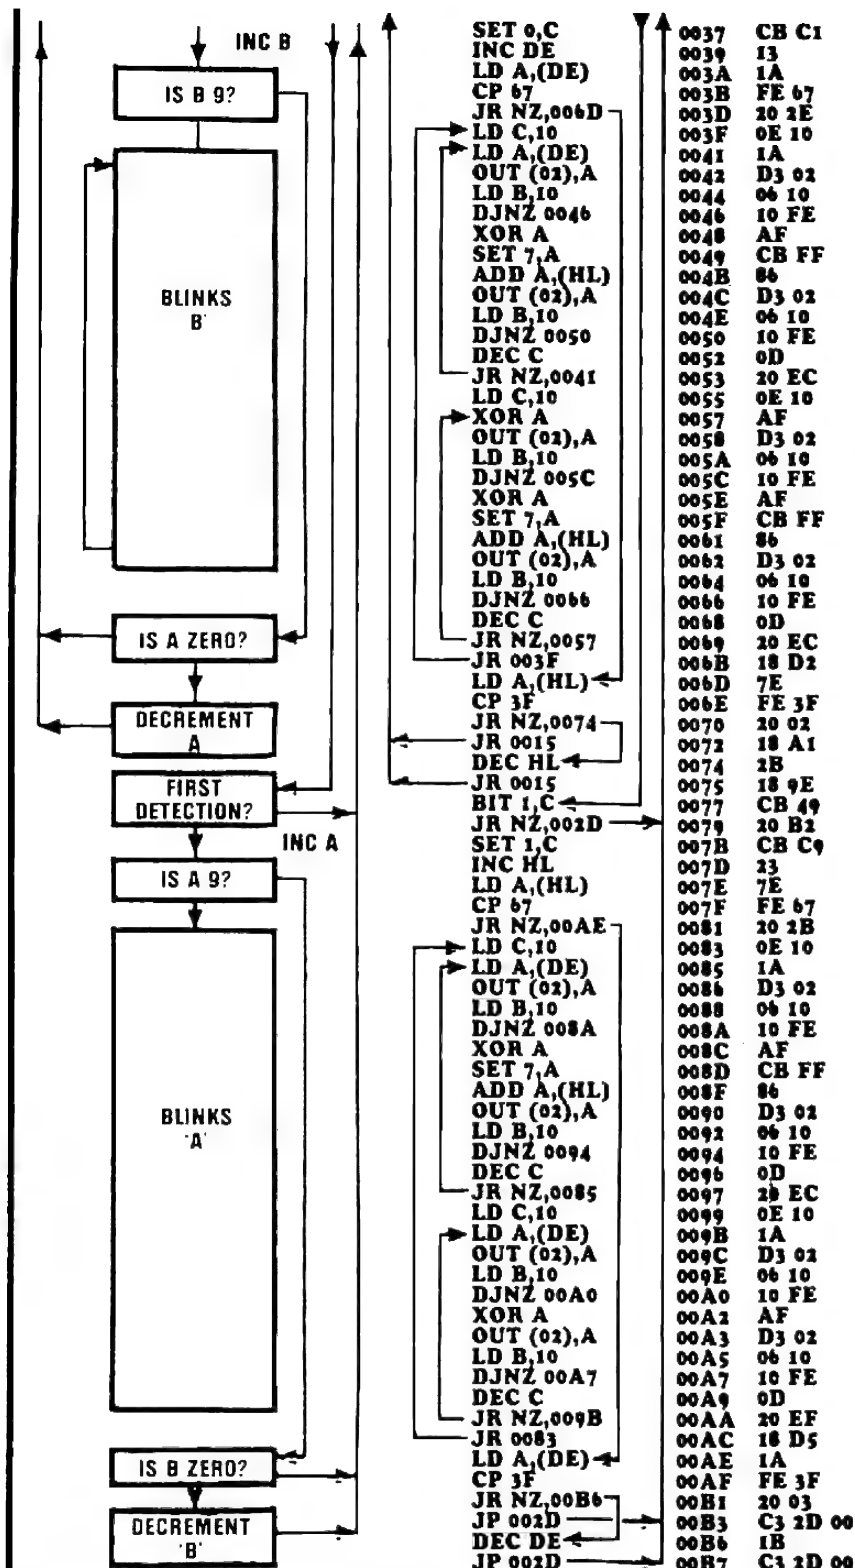 INC B
IS B 9?
BLINKS
'B'
IS A ZERO?
DECREMENT
A
FIRST
DETECTION?
INC A
IS A 9?
BLINKS
'A'
IS B ZERO?
DECREMENT
'B'
SET 0,C 0037 CB C1
INC DE 0039 13
LD A,(DE) 003A 1A
CP 67 003B FE 67
JR NZ,006D 003D 20 2E
LD C,10 003F 0E 10
LD A,(DE) 0041 1A
OUT (02),A 0042 D3 02
LD B,10 0044 06 10
DJNZ 0046 0046 10 FE
XOR A 0048 AF
SET 7,A 0049 CB FF
ADD A,(HL) 004B 86
OUT (02),A 004C D3 02
LD B,10 004E 06 10
DJNZ 0050 0050 10 FE
DEC C 0052 0D
JR NZ,0041 0053 20 EC
LD C,10 0055 0E 10
XOR A 0057 AF
OUT (02),A 0058 D3 02
LD B,10 005A 06 10
DJNZ 005C 005C 10 FE
XOR A 005E AF
SET 7,A 005F CB FF
ADD A,(HL) 0061 86
OUT (02),A 0062 D3 02
LD B,10 0064 06 10
DJNZ 0066 0066 10 FE
DEC C 0068 0D
JR NZ,0057 0069 20 EC
JR 003F 006B 18 D2
LD A,(HL) 006D 7E
CP 3F 006E FE 3F
JR NZ,0074 0070 20 02
JR 0015 0072 18 A1
DEC HL 0074 2B
JR 0015 0075 18 9E
BIT 1,C 0077 CB 49
JR NZ,002D 0079 20 B2
SET 1,C 007B CB C9
INC HL 007D 23
LD A,(HL) 007E 7E
CP 67 007F FE 67
JR NZ,00AE 0081 20 2B
LD C,10 0083 0E 10
LD A,(DE) 0085 1A
OUT (02),A 0086 D3 02
LD B,10 0088 06 10
DJNZ 008A 008A 10 FE
XOR A 008C AF
SET 7,A 008D CB FF
ADD A,(HL) 008F 86
OUT (02),A 0090 D3 02
LD B,10 0092 06 10
DJNZ 0094 0094 10 FE
DEC C 0096 0D
JR NZ,0085 0097 20 EC
LD C,10 0099 0E 10
LD A,(DE) 009B 1A
OUT (02),A 009C D3 02
LD B,10 009E 06 10
DJNZ 00A0 00A0 10 FE
XOR A 00A2 AF
OUT (02),A 00A3 D3 02
LD B,10 00A5 06 10
DJNZ 00A7 00A7 10 FE
DEC C 00A9 0D
JR NZ,009B 00AA 20 EF
JR 0083 00AC 18 D5
LD A,(DE) 00AE 1A
CP 3F 00AF FE 3F
JR NZ,00B6 00B1 20 03
JP 002D 00B3 C3 2D 00
DEC DE 00B6 1B
JP 002D 00B7 C3 2D 00